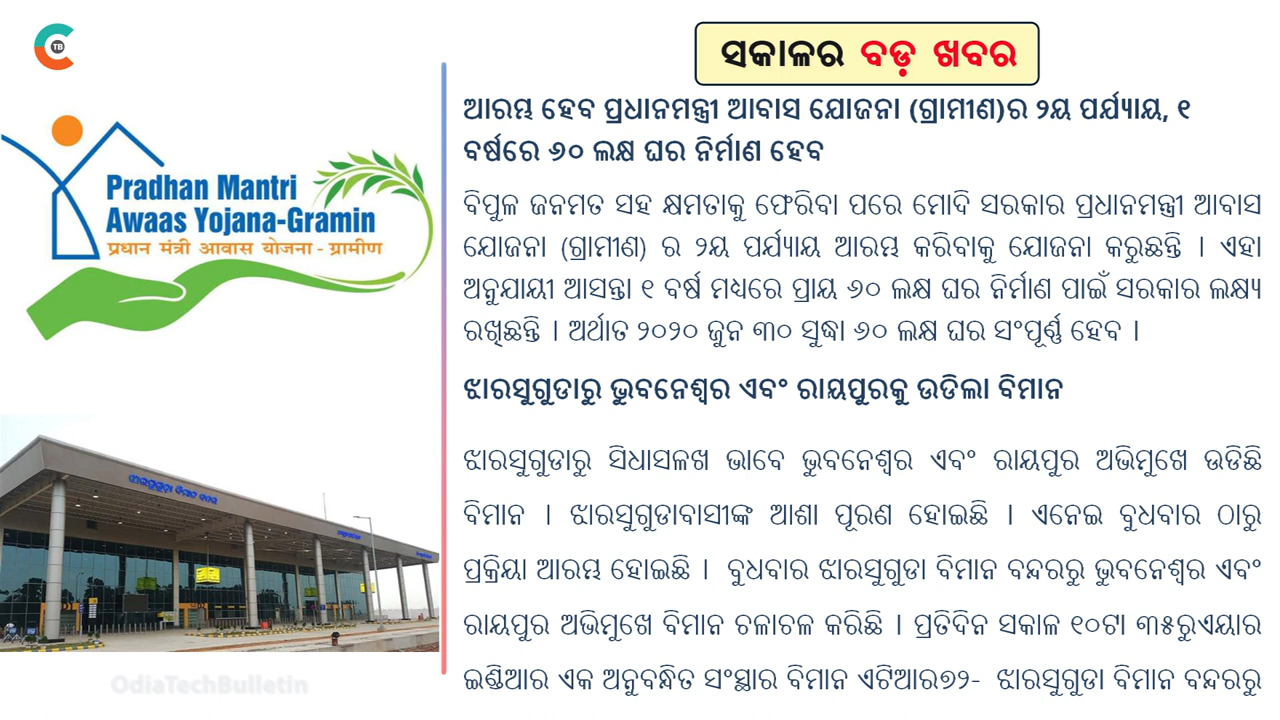 TB
ସକାଳର ବଡ଼ ଖବର
ଆରମ୍ଭ ହେବ ପ୍ରଧାନମନ୍ତ୍ରୀ ଆବାସ ଯୋଜନା (ଗ୍ରାମୀଣ)ର ୨ୟ ପର୍ଯ୍ୟାୟ, ୧
ବର୍ଷରେ ୬୦ ଲକ୍ଷ ଘର ନିର୍ମାଣ ହେବ
Pradhan Mantri
Awaas Yojana-Gramin
प्रधान मंत्री आवास योजना - ग्रामीण
ବିପୁଳ ଜନମତ ସହ କ୍ଷମତାକୁ ଫେରିବା ପରେ ମୋଦି ସରକାର ପ୍ରଧାନମନ୍ତ୍ରୀ ଆବାସ
ଯୋଜନା (ଗ୍ରାମୀଣ) ର ୨ୟ ପର୍ଯ୍ୟାୟ ଆରମ୍ଭ କରିବାକୁ ଯୋଜନା କରୁଛନ୍ତି । ଏହା
ଅନୁଯାୟୀ ଆସନ୍ତା ୧ ବର୍ଷ ମଧ୍ୟରେ ପ୍ରାୟ ୬୦ ଲକ୍ଷ ଘର ନିର୍ମାଣ ପାଇଁ ସରକାର ଲକ୍ଷ୍ୟ
ରଖିଛନ୍ତି । ଅର୍ଥାତ ୨୦୨୦ ଜୁନ ୩୦ ସୁଦ୍ଧା ୬୦ ଲକ୍ଷ ଘର ସଂପୂର୍ଣ୍ଣ ହେବ ।
ଝାରସୁଗୁଡାରୁ ଭୁବନେଶ୍ୱର ଏବଂ ରାୟପୁରକୁ ଉଡିଲା ବିମାନ
ଝାରସୁଗୁଡାରୁ ସିଧାସଳଖ ଭାବେ ଭୁବନେଶ୍ୱର ଏବଂ ରାୟପୁର ଅଭିମୁଖେ ଉଡିଛି
ବିମାନ । ଝାରସୁଗୁଡାବାସୀଙ୍କ ଆଶା ପୂରଣ ହୋଇଛି । ଏନେଇ ବୁଧବାର ଠାରୁ
ପ୍ରକ୍ରିୟା ଆରମ୍ଭ ହୋଇଛି । ବୁଧବାର ଝାରସୁଗୁଡା ବିମାନ ବନ୍ଦରରୁ ଭୁବନେଶ୍ୱର ଏବଂ
ରାୟପୁର ଅଭିମୁଖେ ବିମାନ ଚଳାଚଳ କରିଛି । ପ୍ରତିଦିନ ସକାଳ ୧୦ଟା ୩୫ରୁଏୟାର
ଇଣ୍ଡିଆର ଏକ ଅନୁବନ୍ଧିତ ସଂସ୍ଥାର ବିମାନ ଏଟିଆର୭୨- ଝାରସୁଗୁଡା ବିମାନ ବନ୍ଦରରୁ
ଝାରସୁଗୁଡ଼ା ବିମାନ ବନ୍ଦର
OdiaTechBulletin